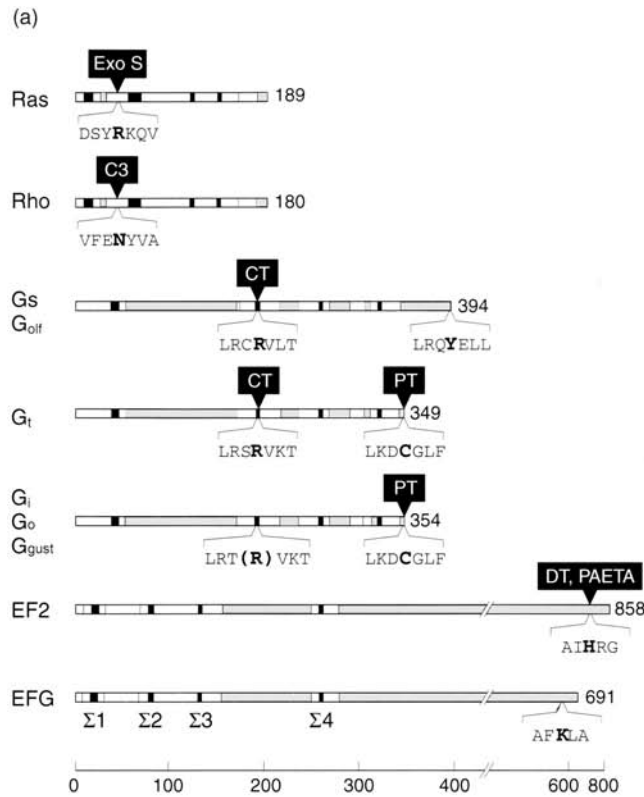 (a)
Exo S
Ras 189
DSYRKQV
C3
Rho 180
VFENYVA
CT
Gs 394
Golf
LRCRVLT LRQYELL
CT PT
Gt 349
LRSRVKT LKDCGLF
PT
Gi
Go 354
Ggust
LRT(R)VKT LKDCGLF
DT, PAETA
EF2 858
AIHRG
EFG 691
Σ1 Σ2 Σ3 Σ4
AFKLA
0 100 200 300 400 600 800